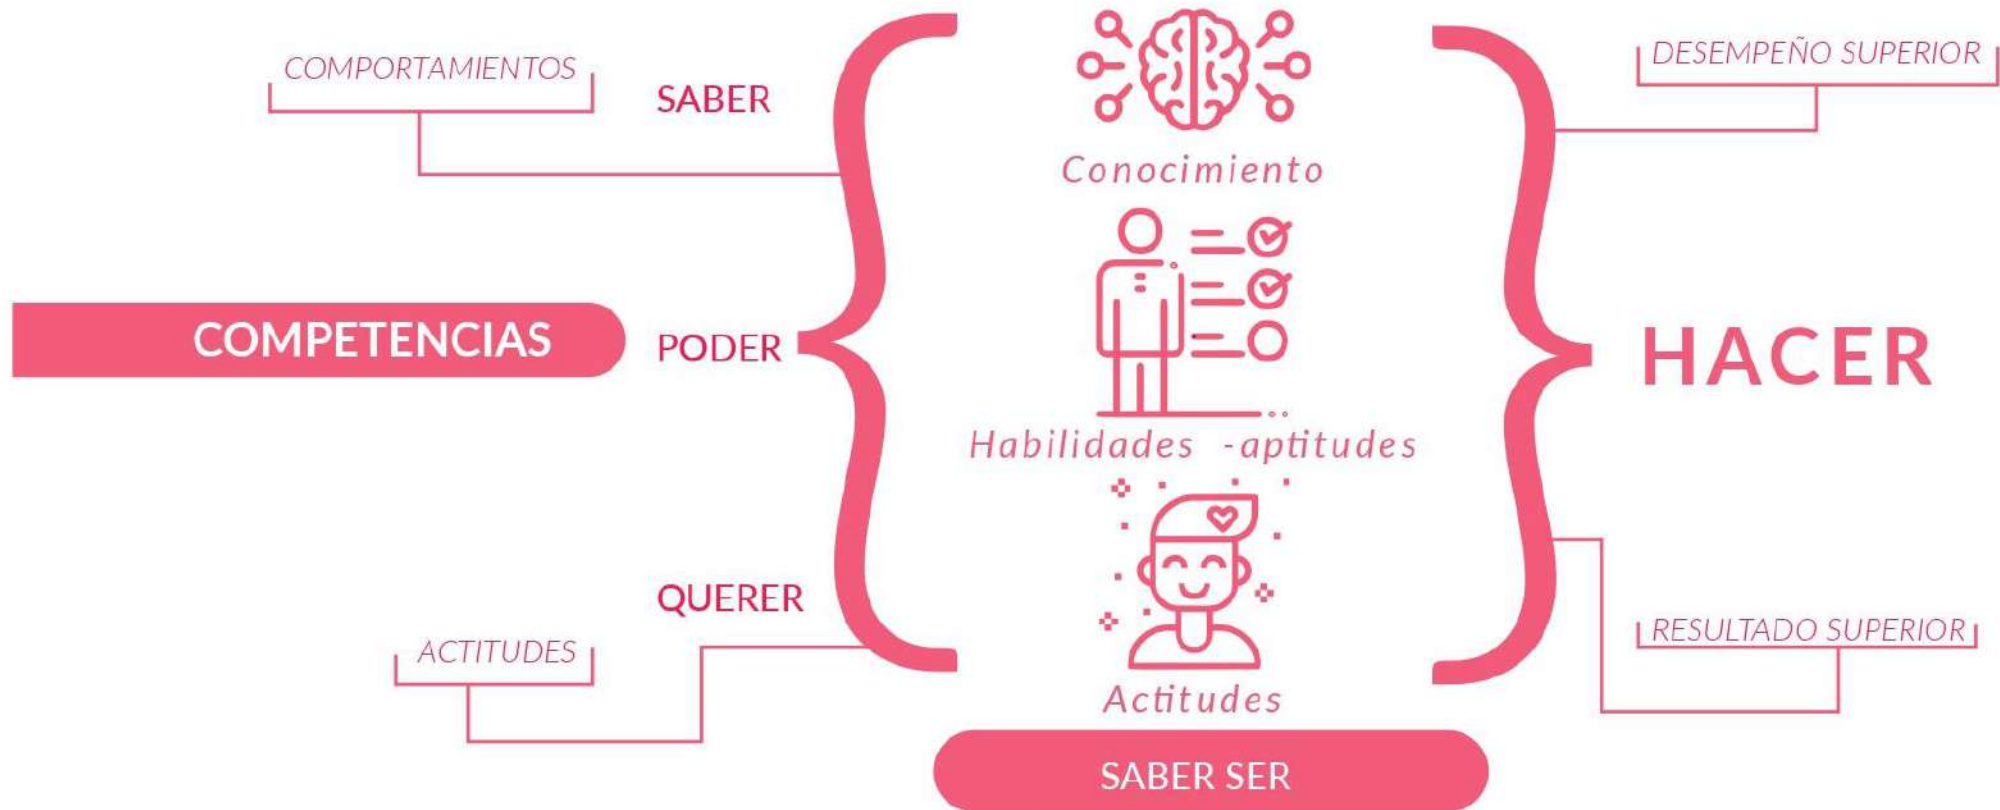 COMPORTAMIENTOS
SABER
Conocimiento
DESEMPEÑO SUPERIOR
COMPETENCIAS
PODER
Habilidades -aptitudes
HACER
QUERER
ACTITUDES
Actitudes
RESULTADO SUPERIOR
SABER SER